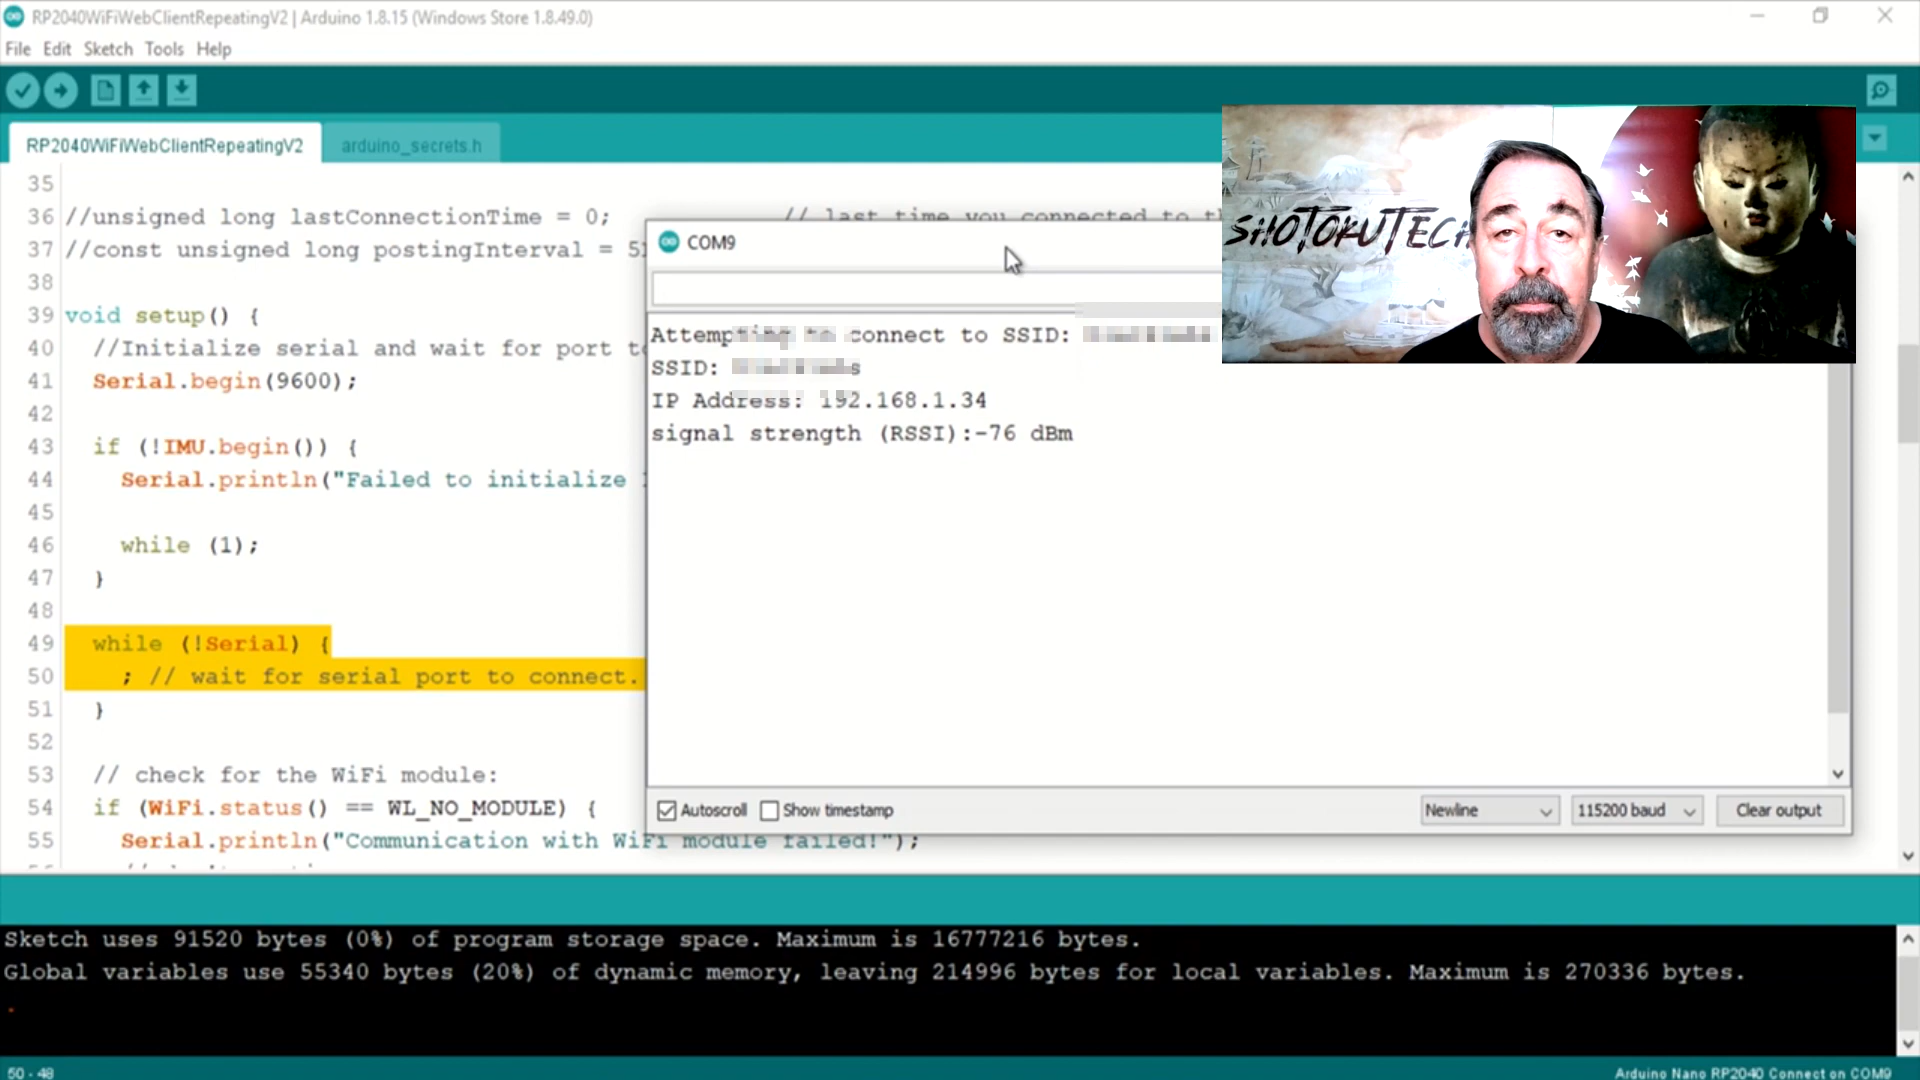 RP2040WiFiWebClientRepeatingV2 | Arduino 1.8.15 (Windows Store 1.8.49.0)
File Edit Sketch Tools Help
RP2040WiFiWebClientRepeatingV2 arduino_secrets.h
35
36 //unsigned long lastConnectionTime = 0; // last time you connected to
37 //const unsigned long postingInterval =
38
39 void setup() {
40 //Initialize serial and wait for port
41 Serial.begin(9600);
42
43 if (!IMU.begin()) {
44 Serial.println("Failed to initialize
45
46 while (1);
47 }
48
49 while (!Serial) {
50 ; // wait for serial port to connect.
51 }
52
53 // check for the WiFi module:
54 if (WiFi.status() == WL_NO_MODULE) {
55 Serial.println("Communication with WiFi module failed!");
COM9
Attempting to connect to SSID:
SSID:
IP Address: 192.168.1.34
signal strength (RSSI):-76 dBm
Autoscroll Show timestamp Newline 115200 baud Clear output
SHOTOKUTECH
Sketch uses 91520 bytes (0%) of program storage space. Maximum is 16777216 bytes.
Global variables use 55340 bytes (20%) of dynamic memory, leaving 214996 bytes for local variables. Maximum is 270336 bytes.
50 - 48
Arduino Nano RP2040 Connect on COM9